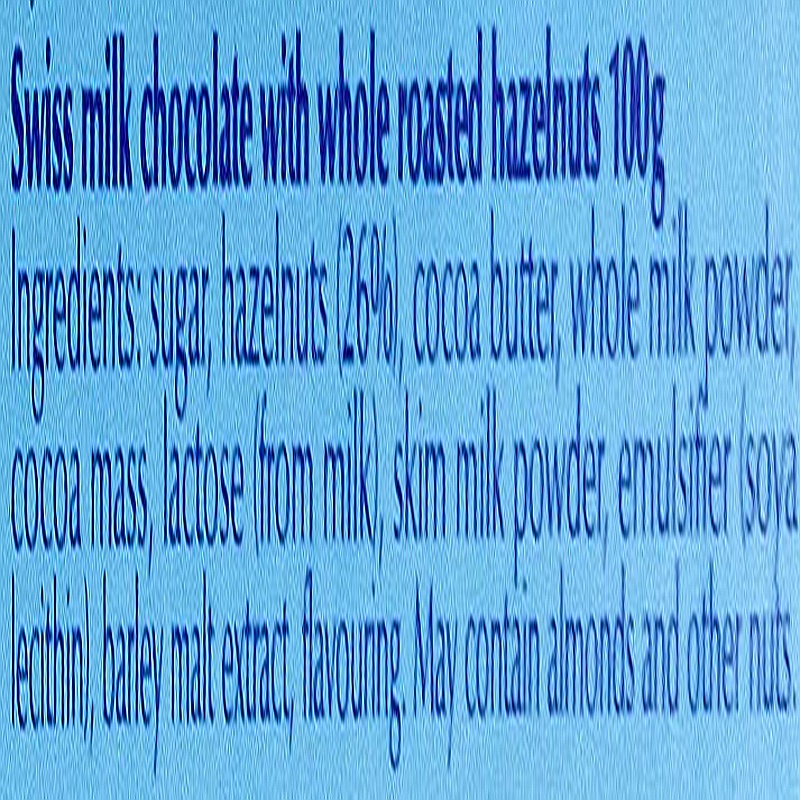 Swiss milk chocolate with whole roasted hazelnuts 100g
Ingredients: sugar, hazelnuts (26%), cocoa butter, whole milk powder,
cocoa mass, lactose (from milk), skim milk powder, emulsifier (soya
lecithin), barley malt extract, flavouring. May contain almonds and other nuts.